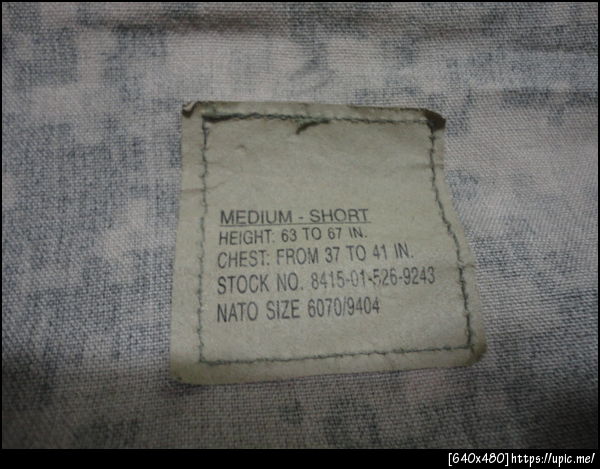 MEDIUM - SHORT
HEIGHT: 63 TO 67 IN.
CHEST: FROM 37 TO 41 IN.
STOCK NO. 8415-01-526-9243
NATO SIZE 6070/9404
[640x480]https://upic.me/